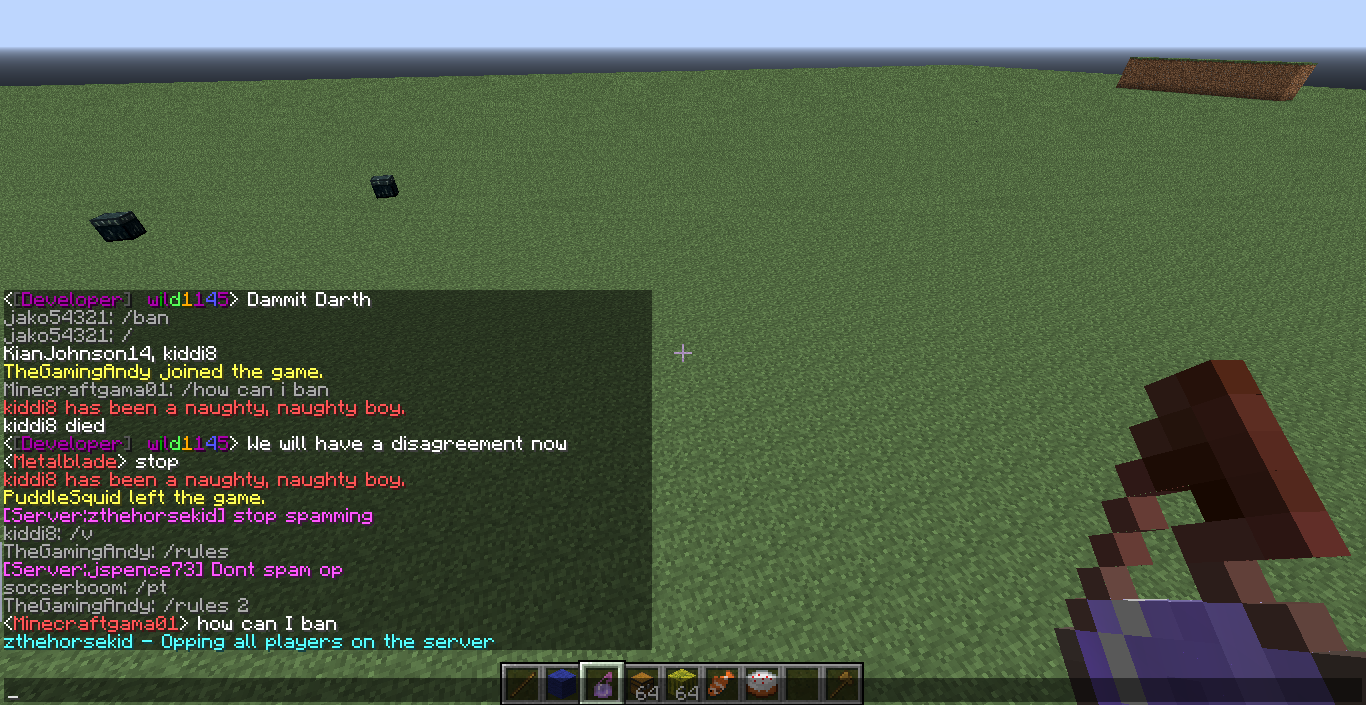 <[Developer] wild1145> Dammit Darth
jako54321: /ban
jako54321: /
KianJohnson14, kiddi8
TheGamingAndy joined the game.
Minecraftgama01: /how can i ban
kiddi8 has been a naughty, naughty boy.
kiddi8 died
<[Developer] wild1145> We will have a disagreement now
<Metalblade> stop
kiddi8 has been a naughty, naughty boy.
PuddleSquid left the game.
[Server:zthehorsekid] stop spamming
kiddi8: /v
TheGamingAndy: /rules
[Server:jspence73] Dont spam op
soccerboom: /pt
TheGamingAndy: /rules 2
<Minecraftgama01> how can I ban
zthehorsekid - Opping all players on the server
64 64
_